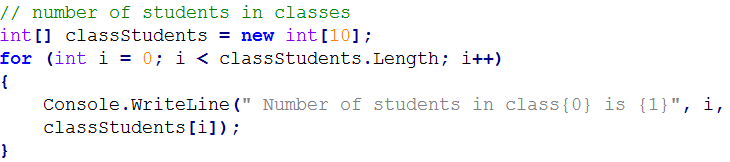 // number of students in classes
int[] classStudents = new int[10];
for (int i = 0; i < classStudents.Length; i++)
{
    Console.WriteLine(" Number of students in class{0} is {1}", i,
    classStudents[i]);
}